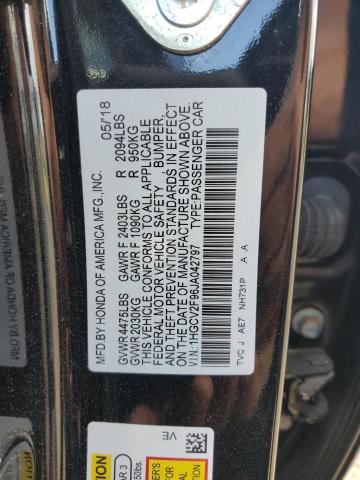 MFD.BY HONDA OF AMERICA MFG.,INC. 05/18
GVWR 4475LBS GAWR F 2403LBS R 2094LBS
GVWR 2030KG GAWR F 1090KG R 950KG
THIS VEHICLE CONFORMS TO ALL APPLICABLE
FEDERAL MOTOR VEHICLE SAFETY, BUMPER,
AND THEFT PREVENTION STANDARDS IN EFFECT
ON THE DATE OF MANUFACTURE SHOWN ABOVE.
V.I.N.:1HGCV2F96JA042797 TYPE:PASSENGER CAR
TVC J AE7 NH731P A A
VE